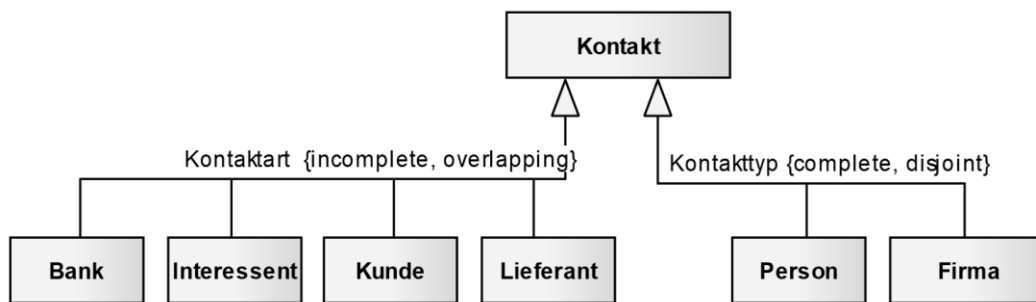 Kontakt
Kontaktart {incomplete, overlapping}
Kontakttyp {complete, disjoint}
Bank
Interessent
Kunde
Lieferant
Person
Firma